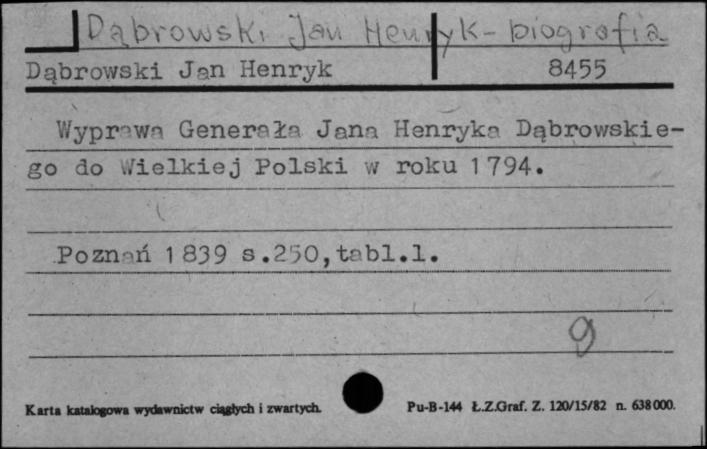 Dąbrowski Jan Henryk - biografia
Dąbrowski Jan Henryk 8455
Wyprawa Generała Jana Henryka Dąbrowskie-
go do Wielkiej Polski w roku 1794.
Poznań 1839 s.250,tabl.1.
9
Karta katalogowa wydawnictw ciągłych i zwartych. Pu-B-144 Ł.Z.Graf. Z. 120/15/82 n. 638000.